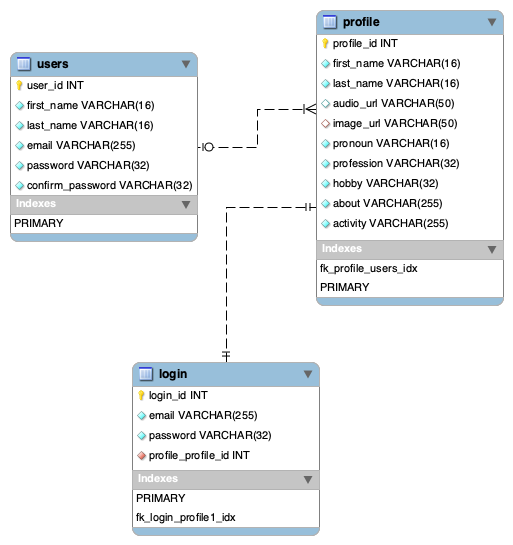 users
user_id INT
first_name VARCHAR(16)
last_name VARCHAR(16)
email VARCHAR(255)
password VARCHAR(32)
confirm_password VARCHAR(32)
Indexes
PRIMARY
profile
profile_id INT
first_name VARCHAR(16)
last_name VARCHAR(16)
audio_url VARCHAR(50)
image_url VARCHAR(50)
pronoun VARCHAR(16)
profession VARCHAR(32)
hobby VARCHAR(32)
about VARCHAR(255)
activity VARCHAR(255)
Indexes
fk_profile_users_idx
PRIMARY
login
login_id INT
email VARCHAR(255)
password VARCHAR(32)
profile_profile_id INT
Indexes
PRIMARY
fk_login_profile1_idx